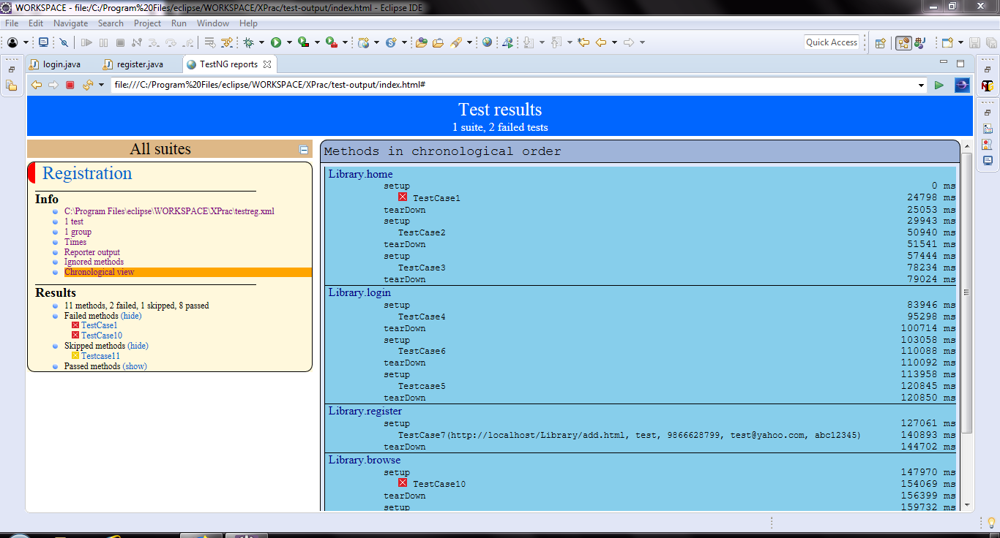 WORKSPACE - file:/C:/Program%20Files/eclipse/WORKSPACE/XPrac/test-output/index.html - Eclipse IDE
File Edit Navigate Search Project Run Window Help
Quick Access
login.java register.java TestNG reports
file:///C:/Program%20Files/eclipse/WORKSPACE/XPrac/test-output/index.html#
Test results
1 suite, 2 failed tests
All suites
Registration
Info
C:\Program Files\eclipse\WORKSPACE\XPrac\testreg.xml
1 test
1 group
Times
Reporter output
Ignored methods
Chronological view
Results
11 methods, 2 failed, 1 skipped, 8 passed
Failed methods (hide)
TestCase1
TestCase10
Skipped methods (hide)
Testcase11
Passed methods (show)
Methods in chronological order
Library.home
setup 0 ms
TestCase1 24798 ms
tearDown 25053 ms
setup 29943 ms
TestCase2 50940 ms
tearDown 51541 ms
setup 57444 ms
TestCase3 78234 ms
tearDown 79024 ms
Library.login
setup 83946 ms
TestCase4 95298 ms
tearDown 100714 ms
setup 103058 ms
TestCase6 110088 ms
tearDown 110092 ms
setup 113958 ms
Testcase5 120845 ms
tearDown 120850 ms
Library.register
setup 127061 ms
TestCase7(http://localhost/Library/add.html, test, 9866628799, test@yahoo.com, abc12345) 140893 ms
tearDown 144702 ms
Library.browse
setup 147970 ms
TestCase10 154069 ms
tearDown 156399 ms
setup 159732 ms